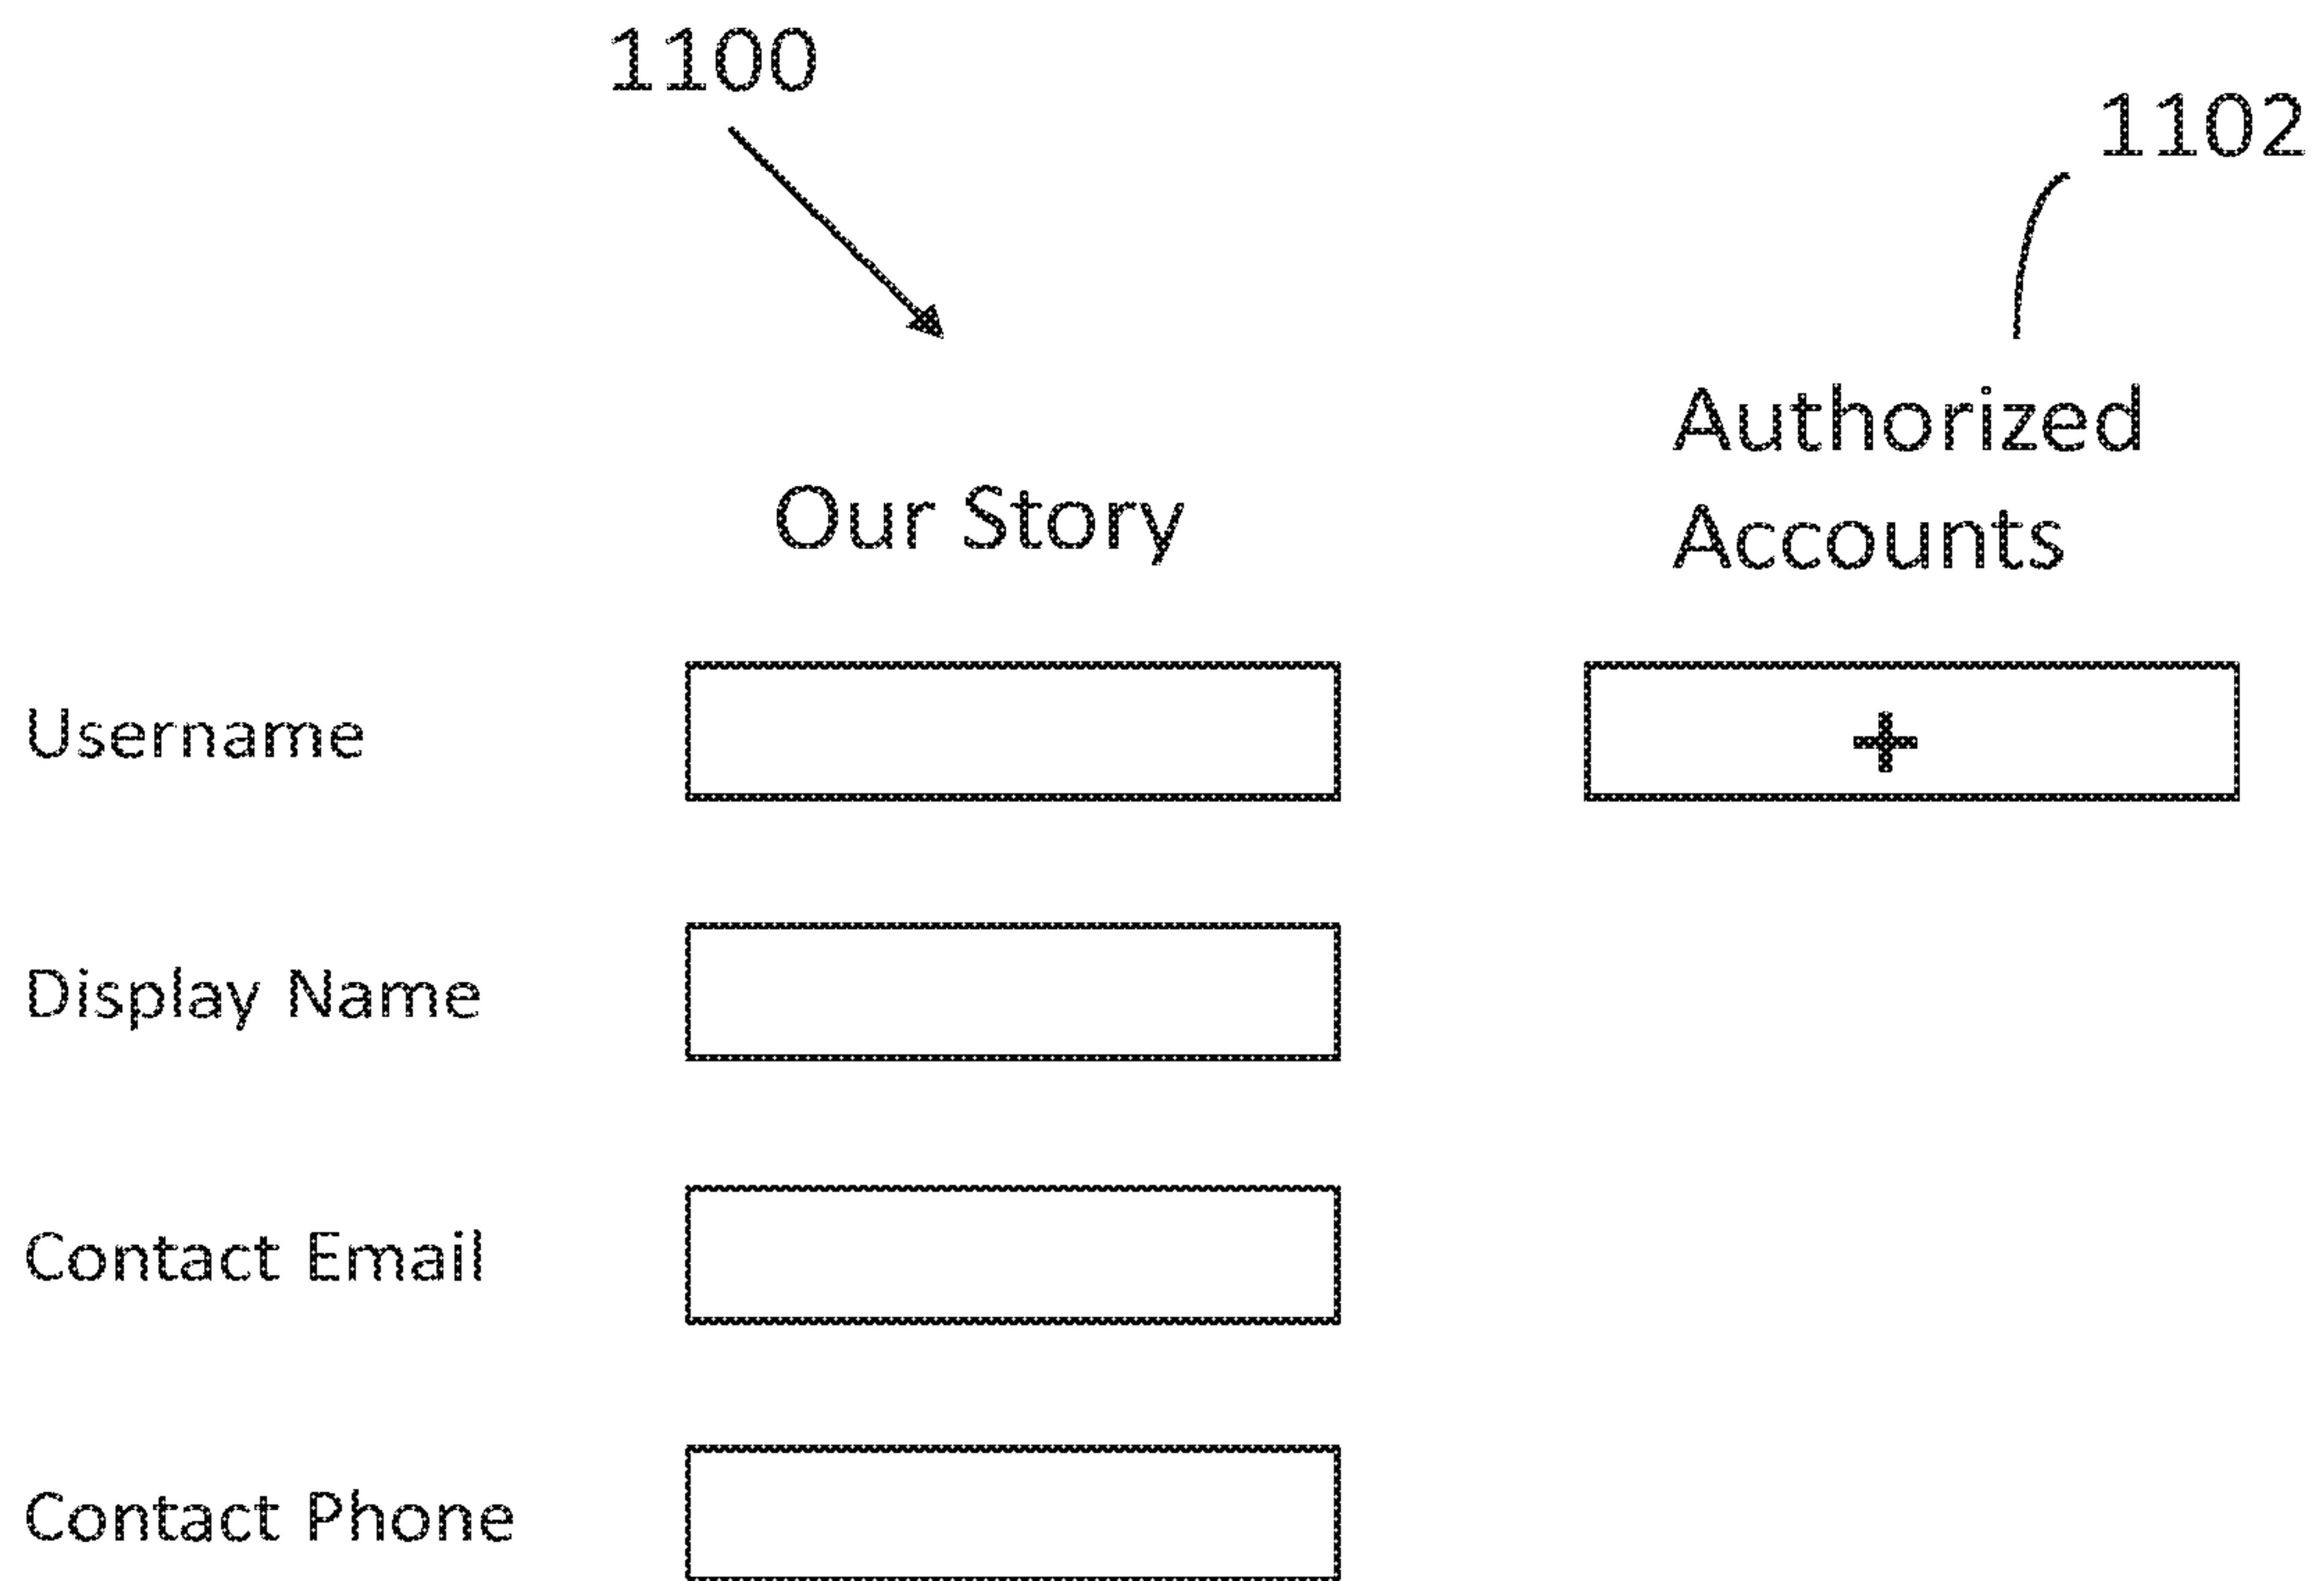 1100
1102
Authorized
Accounts
Our Story
Username
+
Display Name
Contact Email
Contact Phone